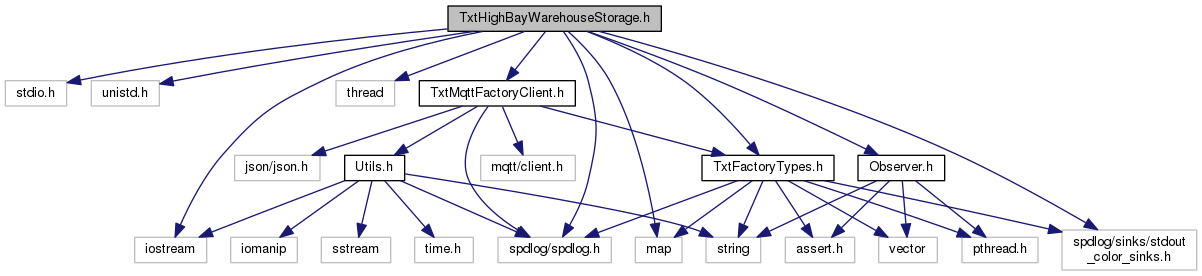 TxtHighBayWarehouseStorage.h
stdio.h
unistd.h
thread
TxtMqttFactoryClient.h
json/json.h
Utils.h
mqtt/client.h
TxtFactoryTypes.h
Observer.h
iostream
iomanip
sstream
time.h
spdlog/spdlog.h
map
string
assert.h
vector
pthread.h
spdlog/sinks/stdout
_color_sinks.h